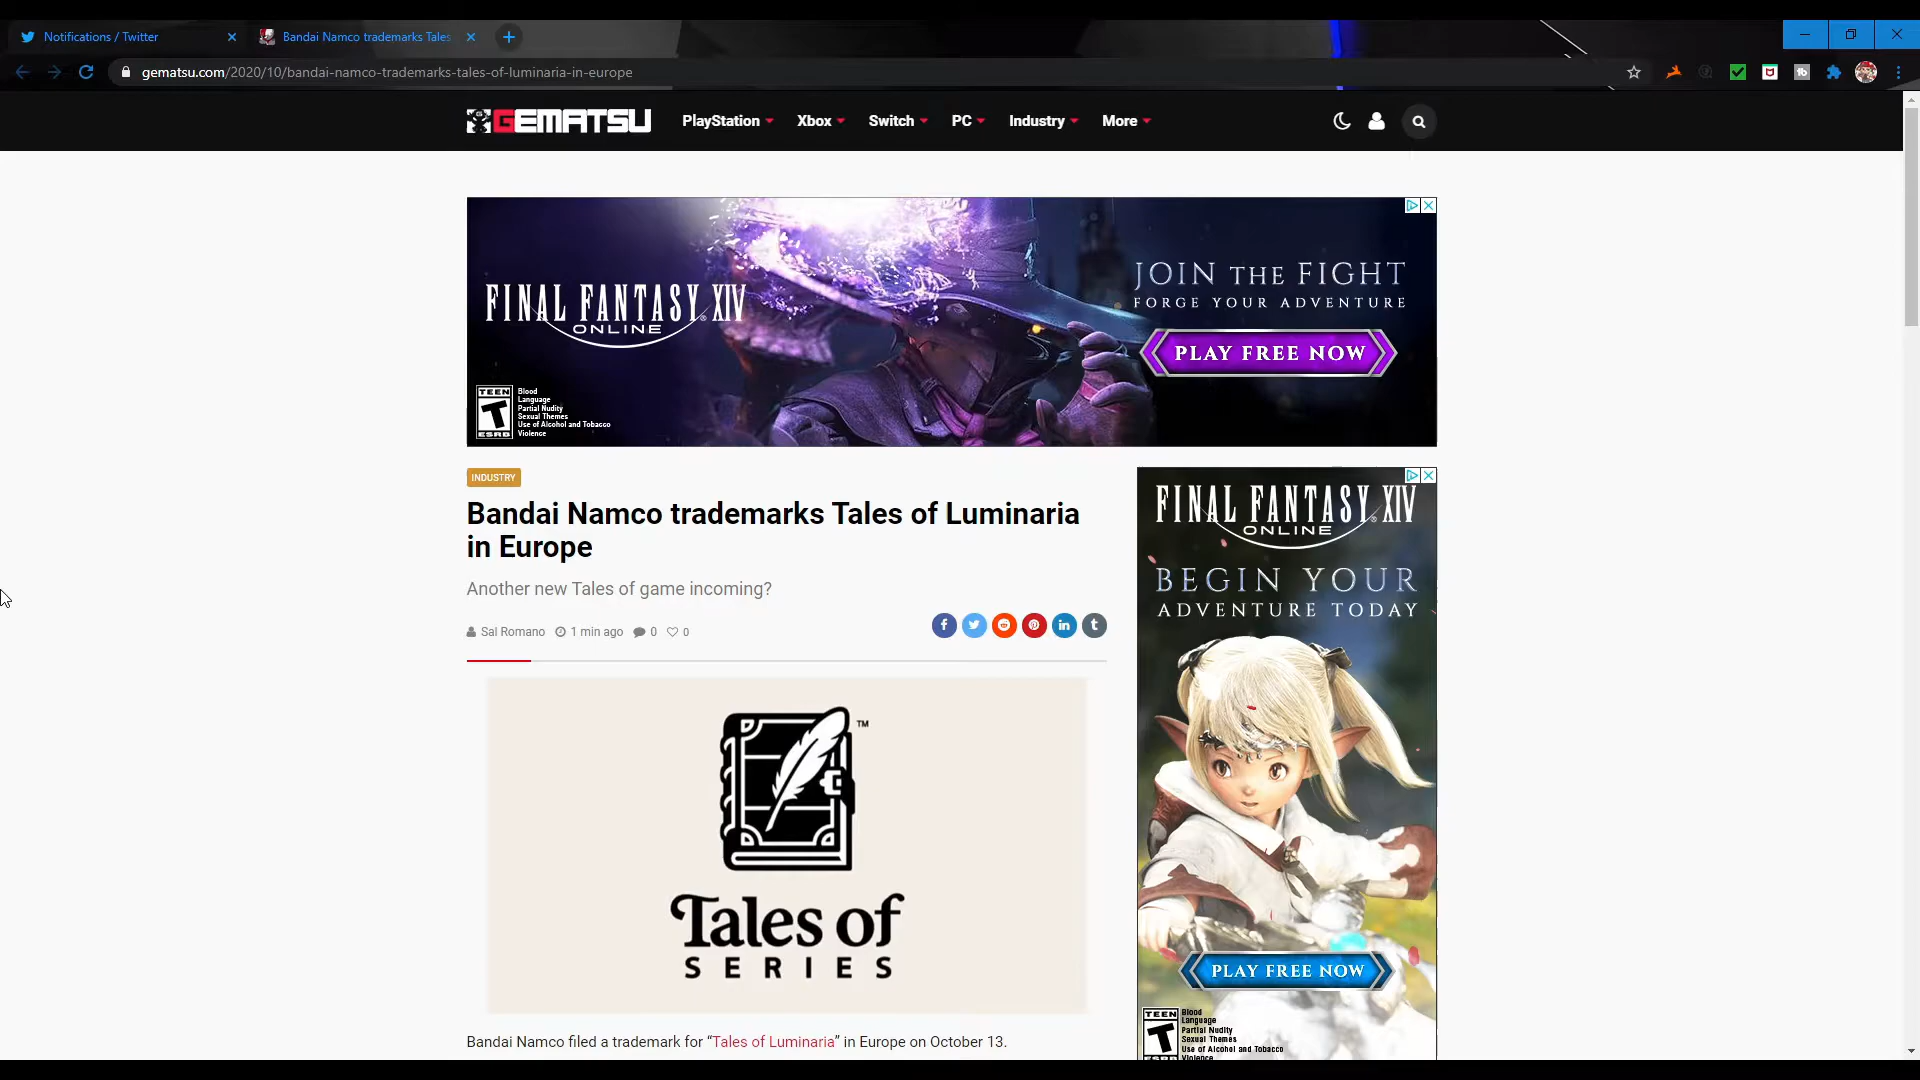 Notifications / Twitter
Bandai Namco trademarks Tales
gematsu.com/2020/10/bandai-namco-trademarks-tales-of-luminaria-in-europe
GEMATSU
PlayStation
Xbox
Switch
PC
Industry
More
FINAL FANTASY XIV
ONLINE
JOIN THE FIGHT
FORGE YOUR ADVENTURE
PLAY FREE NOW
TEEN
T
ESRB
Blood
Language
Partial Nudity
Sexual Themes
Use of Alcohol and Tobacco
Violence
INDUSTRY
Bandai Namco trademarks Tales of Luminaria
in Europe
Another new Tales of game incoming?
Sal Romano 1 min ago 0 0
TM
Tales of
SERIES
Bandai Namco filed a trademark for “Tales of Luminaria” in Europe on October 13.
FINAL FANTASY XIV
ONLINE
BEGIN YOUR
ADVENTURE TODAY
PLAY FREE NOW
TEEN
T
ESRB
Blood
Language
Partial Nudity
Sexual Themes
Use of Alcohol and Tobacco
Violence